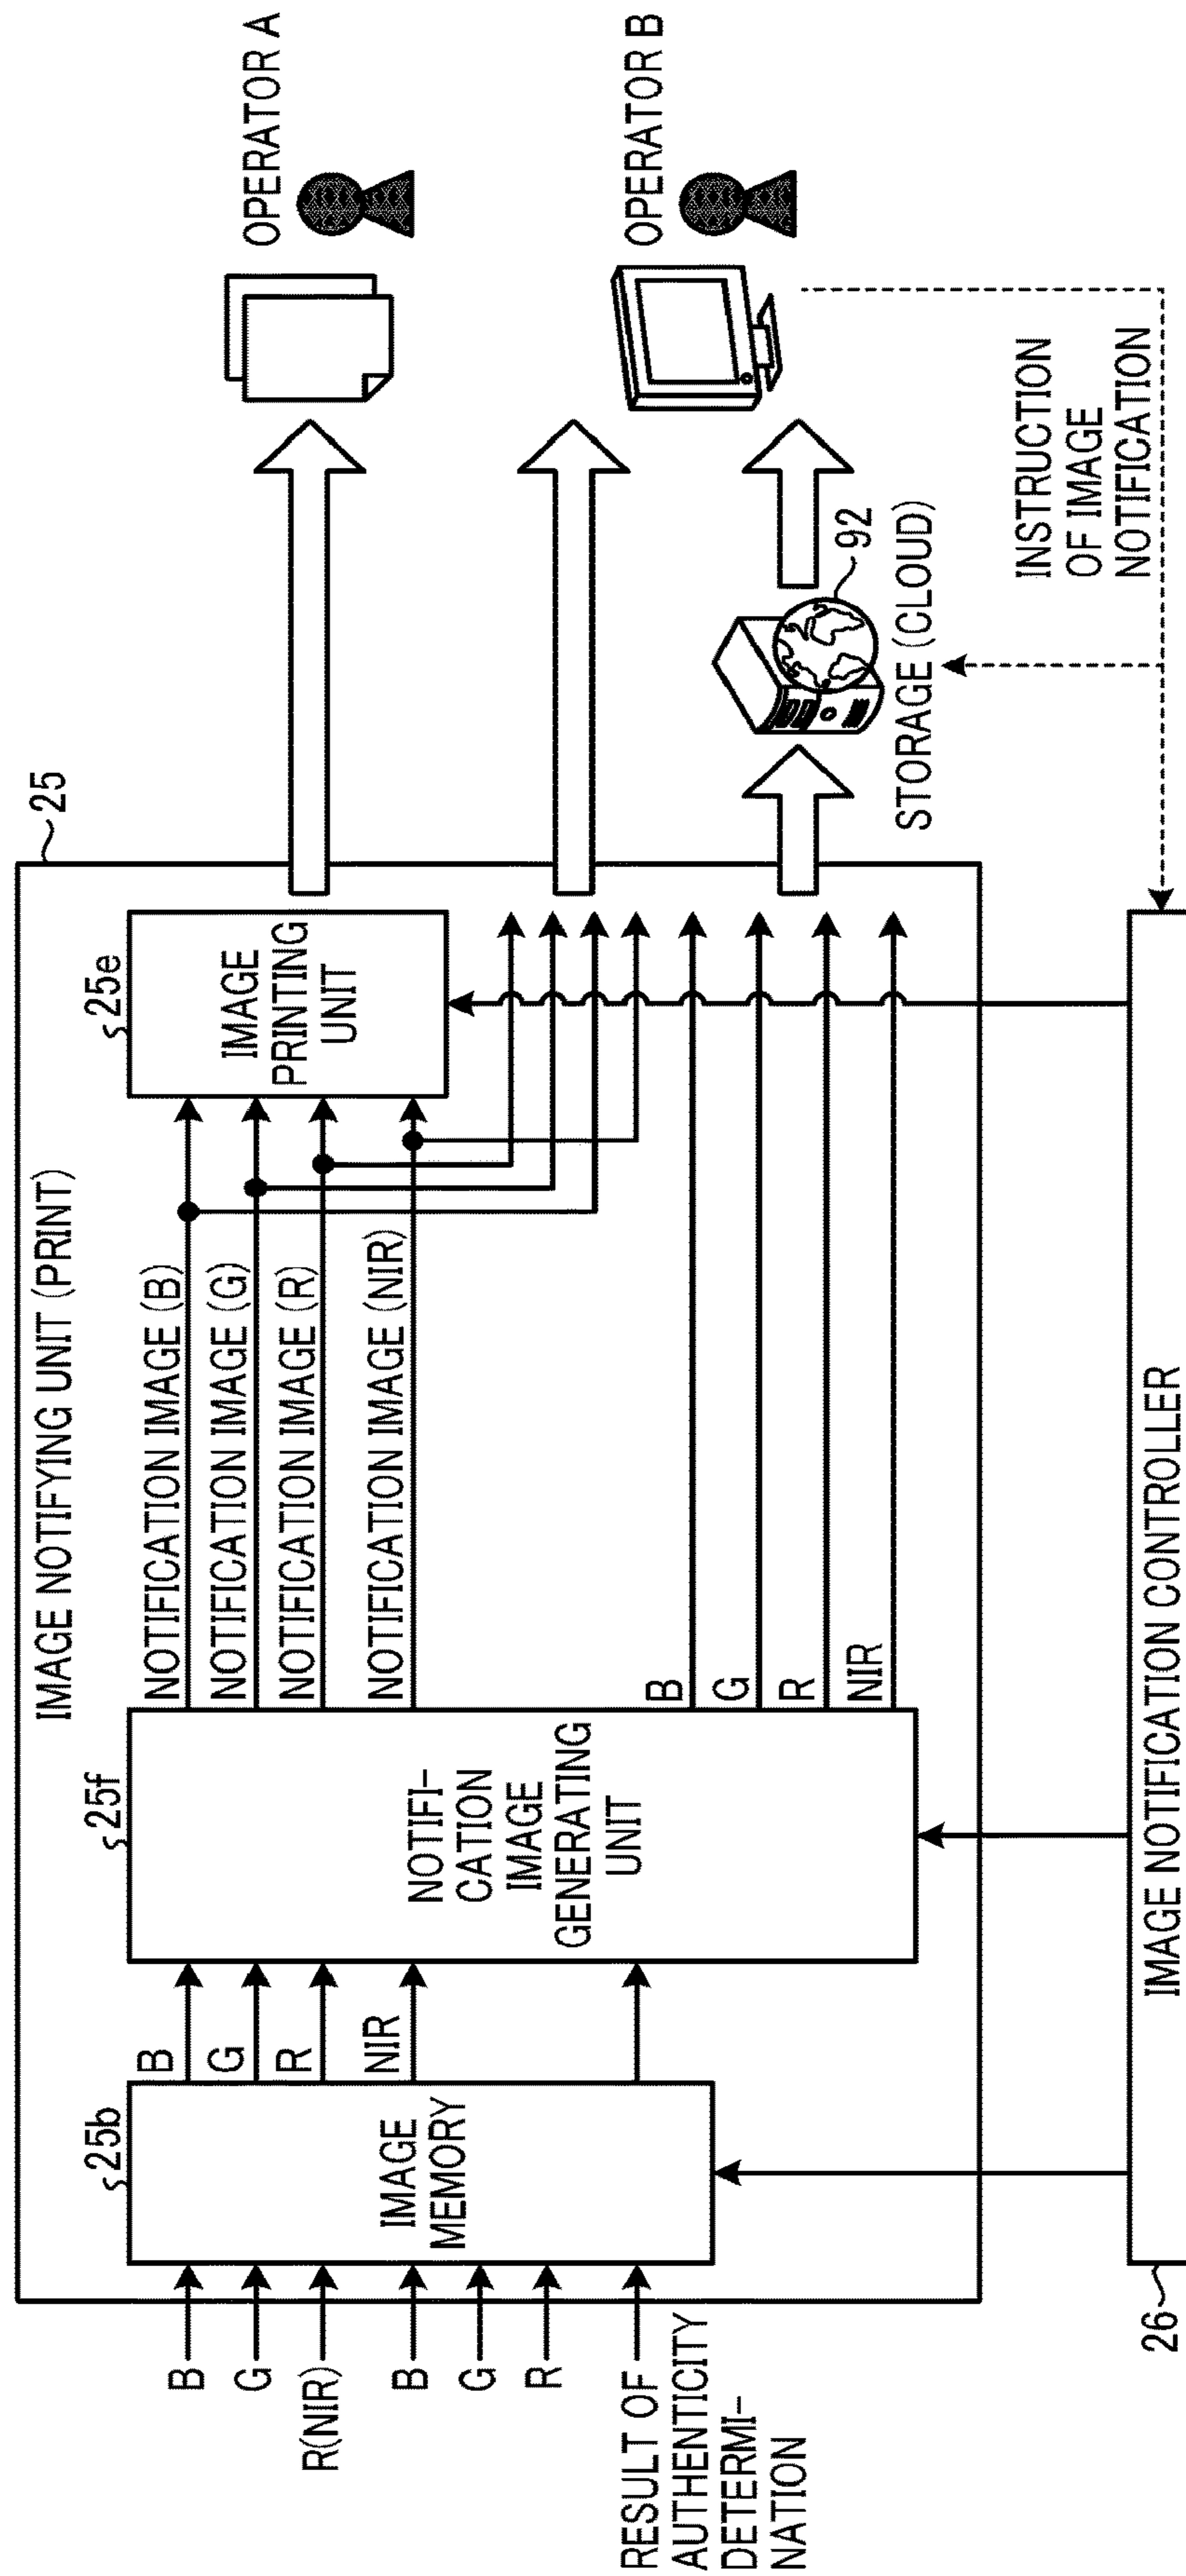 IMAGE NOTIFYING UNIT (PRINT)
25
B
G
R(NIR)
B
G
R
RESULT OF
AUTHENTICITY
DETERMI-
NATION
25b
IMAGE
MEMORY
B
G
R
NIR
25f
NOTIFI-
CATION
IMAGE
GENERATING
UNIT
NOTIFICATION IMAGE (B)
NOTIFICATION IMAGE (G)
NOTIFICATION IMAGE (R)
NOTIFICATION IMAGE (NIR)
B
G
R
NIR
25e
IMAGE
PRINTING
UNIT
OPERATOR A
OPERATOR B
92
STORAGE (CLOUD)
INSTRUCTION
OF IMAGE
NOTIFICATION
26
IMAGE NOTIFICATION CONTROLLER